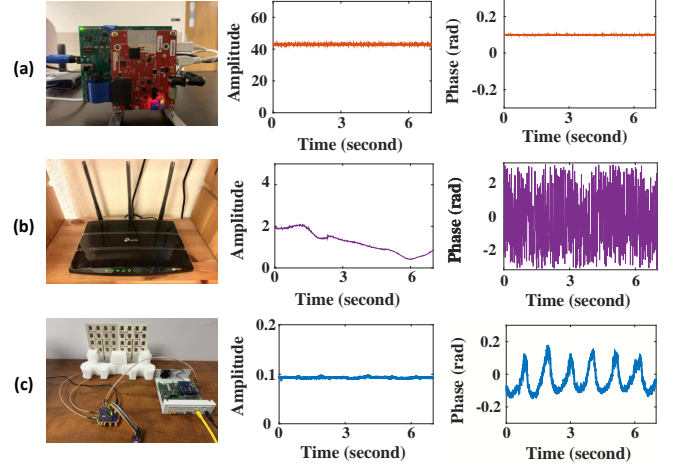 (a)
Amplitude
60
40
20
0
0 3 6
Time (second)
Phase (rad)
0.2
0
-0.2
0 3 6
Time (second)
(b)
Amplitude
4
2
0
0 3 6
Time (second)
Phase (rad)
2
0
-2
0 3 6
Time (second)
(c)
Amplitude
0.2
0.1
0
0 3 6
Time (second)
Phase (rad)
0.2
0
-0.2
0 3 6
Time (second)